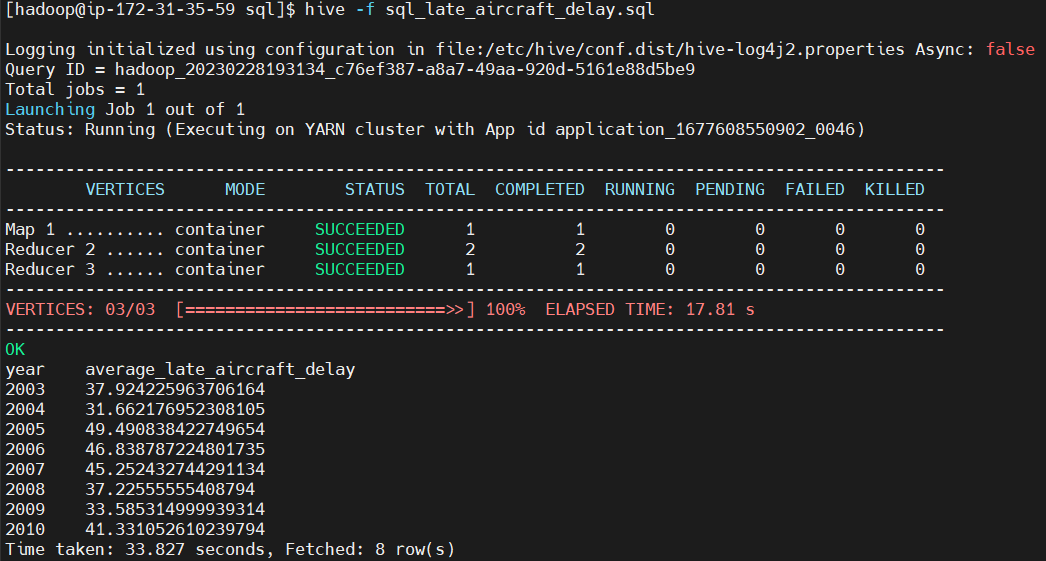 [hadoop@ip-172-31-35-59 sql]$ hive -f sql_late_aircraft_delay.sql
Logging initialized using configuration in file:/etc/hive/conf.dist/hive-log4j2.properties Async: false
Query ID = hadoop_20230228193134_c76ef387-a8a7-49aa-920d-5161e88d5be9
Total jobs = 1
Launching Job 1 out of 1
Status: Running (Executing on YARN cluster with App id application_1677608550902_0046)
----------------------------------------------------------------------------------------------
        VERTICES      MODE        STATUS  TOTAL  COMPLETED  RUNNING  PENDING  FAILED  KILLED
----------------------------------------------------------------------------------------------
Map 1 .......... container     SUCCEEDED      1          1        0        0       0       0
Reducer 2 ...... container     SUCCEEDED      2          2        0        0       0       0
Reducer 3 ...... container     SUCCEEDED      1          1        0        0       0       0
----------------------------------------------------------------------------------------------
VERTICES: 03/03  [==========================>>] 100%  ELAPSED TIME: 17.81 s
----------------------------------------------------------------------------------------------
OK
year    average_late_aircraft_delay
2003    37.924225963706164
2004    31.662176952308105
2005    49.490838422749654
2006    46.838787224801735
2007    45.252432744291134
2008    37.22555555408794
2009    33.585314999939314
2010    41.331052610239794
Time taken: 33.827 seconds, Fetched: 8 row(s)